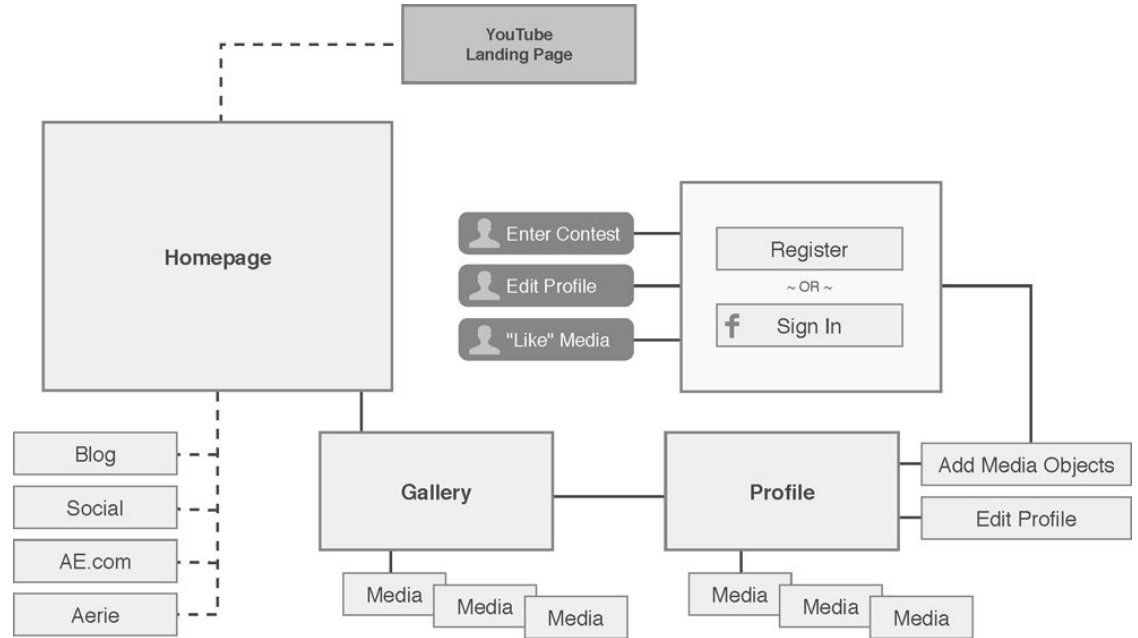 YouTube
Landing Page
Homepage
Enter Contest
Edit Profile
"Like" Media
Register
~ OR ~
f Sign In
Blog
Social
AE.com
Aerie
Gallery
Profile
Add Media Objects
Edit Profile
Media
Media
Media
Media
Media
Media